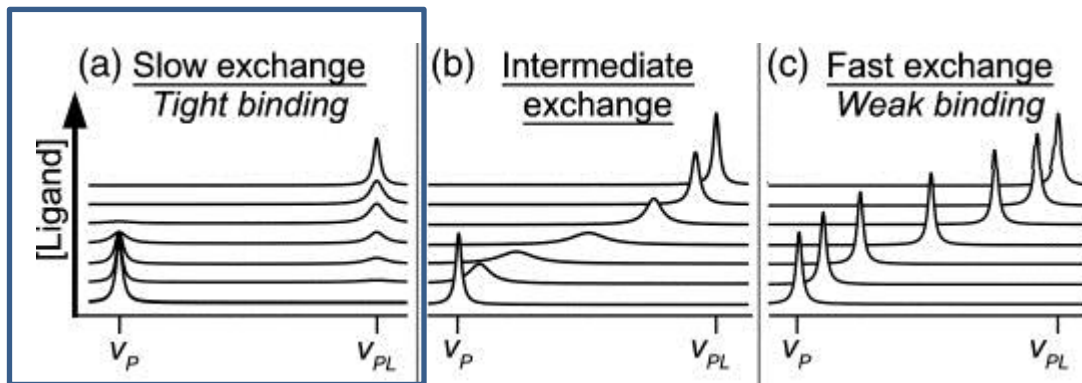 (a) Slow exchange
Tight binding
[Ligand]
νP
νPL
(b) Intermediate
exchange
νP
νPL
(c) Fast exchange
Weak binding
νP
νPL